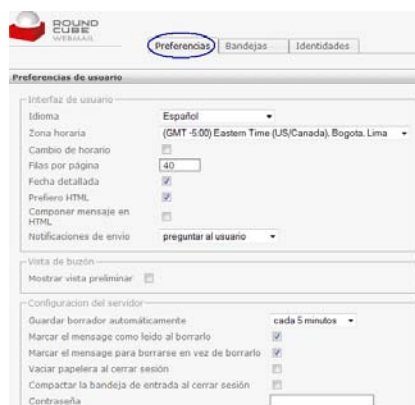 ROUND
CUBE
WEBMAIL
Preferencias Bandejas Identidades
Preferencias de usuario
Interfaz de usuario
Idioma Español
Zona horaria (GMT -5:00) Eastern Time (US/Canada), Bogota, Lima
Cambio de horario
Filas por página 40
Fecha detallada
Prefiero HTML
Componer mensaje en
HTML
Notificaciones de envio preguntar al usuario
Vista de buzón
Mostrar vista preliminar
Configuracion del servidor
Guardar borrador automáticamente cada 5 minutos
Marcar el mensage como leido al borrarlo
Marcar el mensage para borrarse en vez de borrarlo
Vaciar papelera al cerrar
sesión
Compactar la bandeja de entrada al cerrar sesión
Contraseña